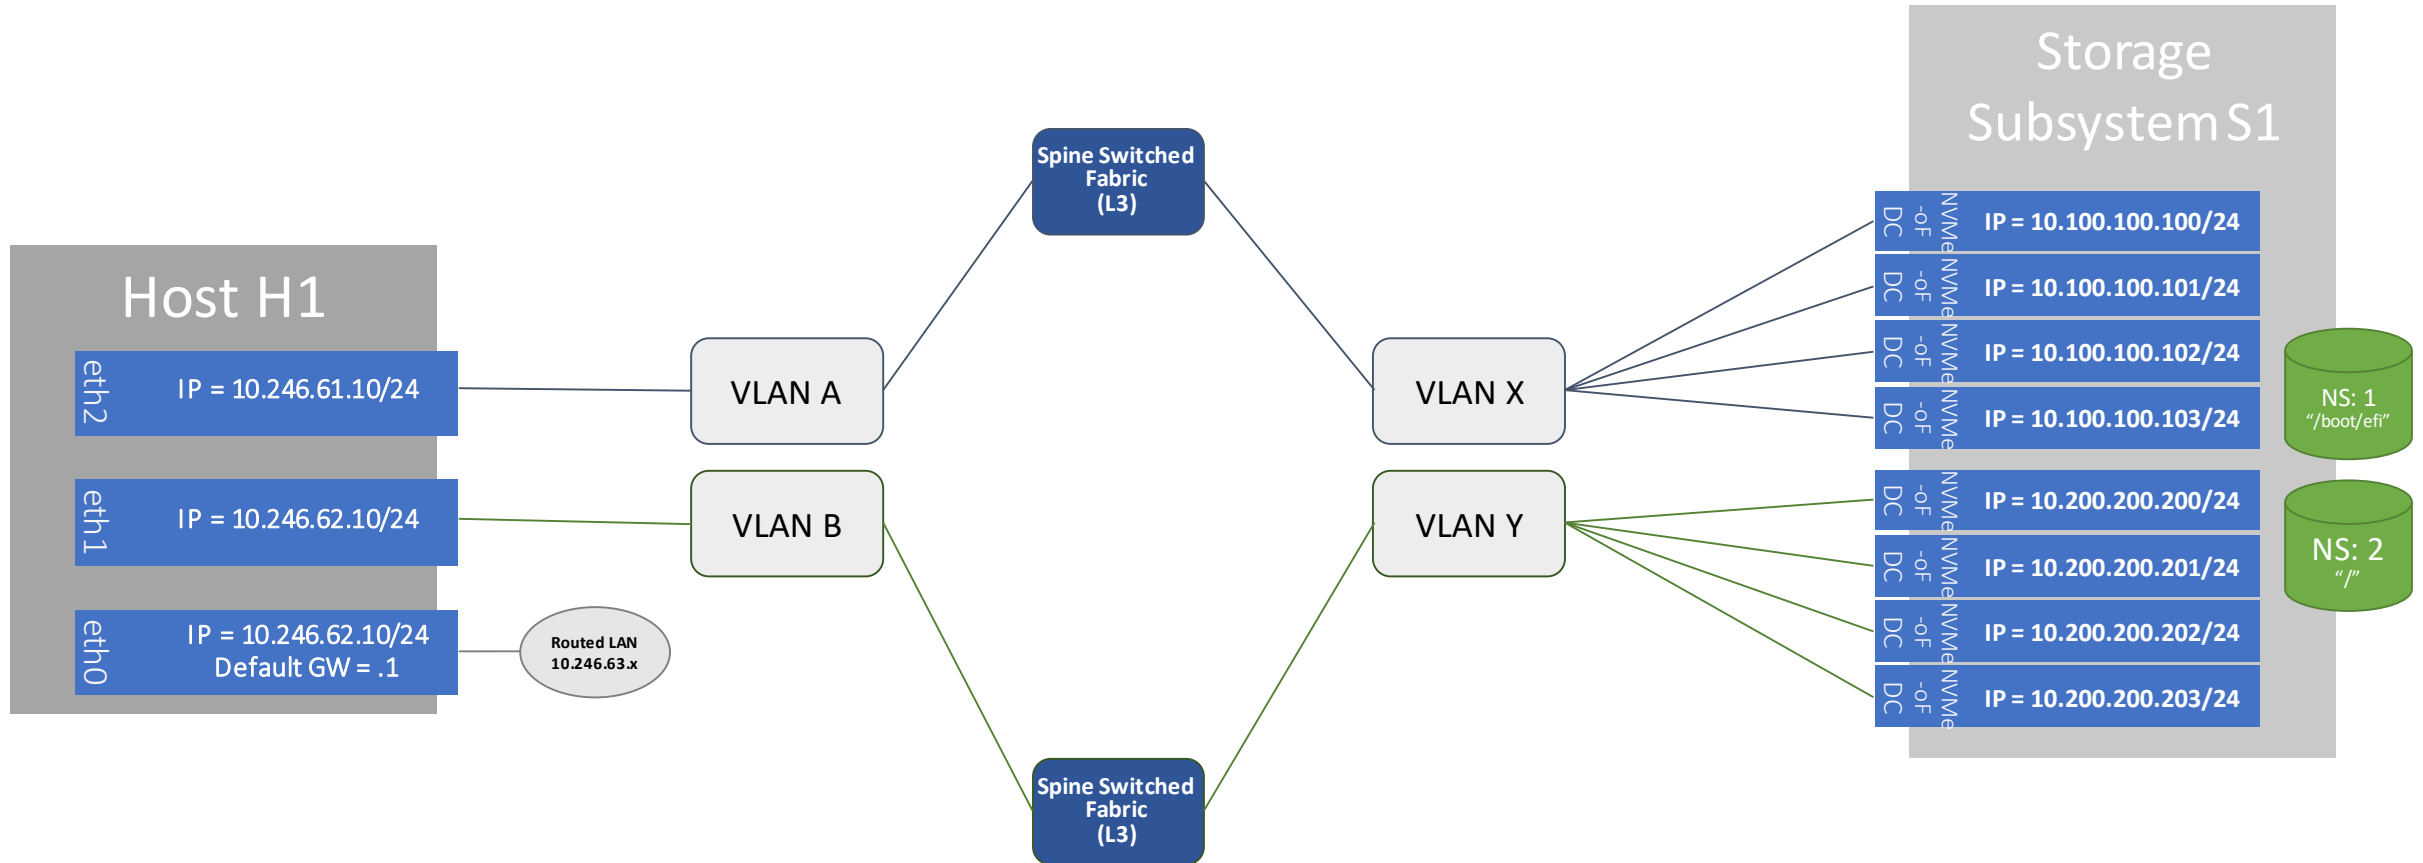 Host H1
eth2
IP = 10.246.61.10/24
eth1
IP = 10.246.62.10/24
eth0
IP = 10.246.62.10/24
Default GW = .1
Routed LAN
10.246.63.x
VLAN A
VLAN B
Spine Switched
Fabric
(L3)
Spine Switched
Fabric
(L3)
VLAN X
VLAN Y
Storage
Subsystem S1
NVMe
-oF
DC
IP = 10.100.100.100/24
NVMe
-oF
DC
IP = 10.100.100.101/24
NVMe
-oF
DC
IP = 10.100.100.102/24
NVMe
-oF
DC
IP = 10.100.100.103/24
NVMe
-oF
DC
IP = 10.200.200.200/24
NVMe
-oF
DC
IP = 10.200.200.201/24
NVMe
-oF
DC
IP = 10.200.200.202/24
NVMe
-oF
DC
IP = 10.200.200.203/24
NS: 1
“/boot/efi”
NS: 2
“/”